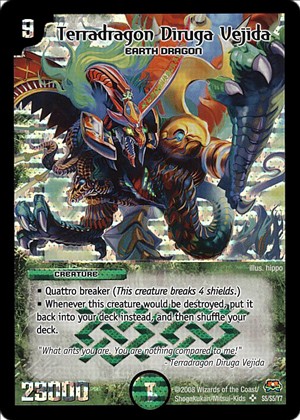 9
Terradragon Diruga Vejida
EARTH DRAGON
illus. hippo
CREATURE
▪ Quattro breaker (This creature breaks 4 shields.)
▪ Whenever this creature would be destroyed, put it
back into your deck instead, and then shuffle your
deck.
"What ants you are. You are nothing compared to me!"
- Terradragon Diruga Vejida
23000
©2008 Wizards of the Coast/
Shogakukan/Mitsui-Kids
S5/S5/Y7